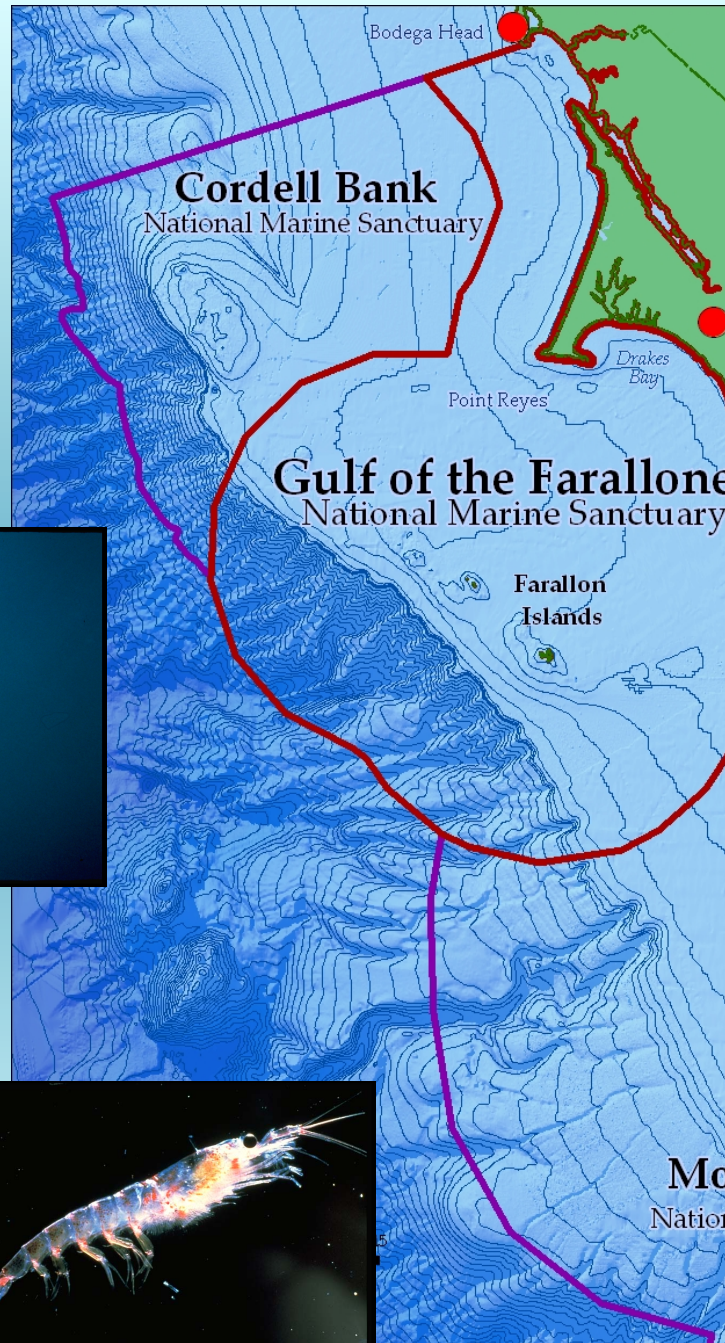 Bodega Head
Cordell Bank
National Marine Sanctuary
Drakes
Bay
Point Reyes
Gulf of the Farallone
National Marine Sanctuary
Farallon
Islands
Mo
Nation
5